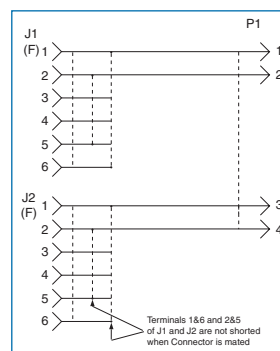 J1 P1
(F) 1 1
2 2
3
4
5
6
J2
(F) 1 3
2 4
3
4
5
6
Terminals 1&6 and 2&5
of J1 and J2 are not shorted
when Connector is mated